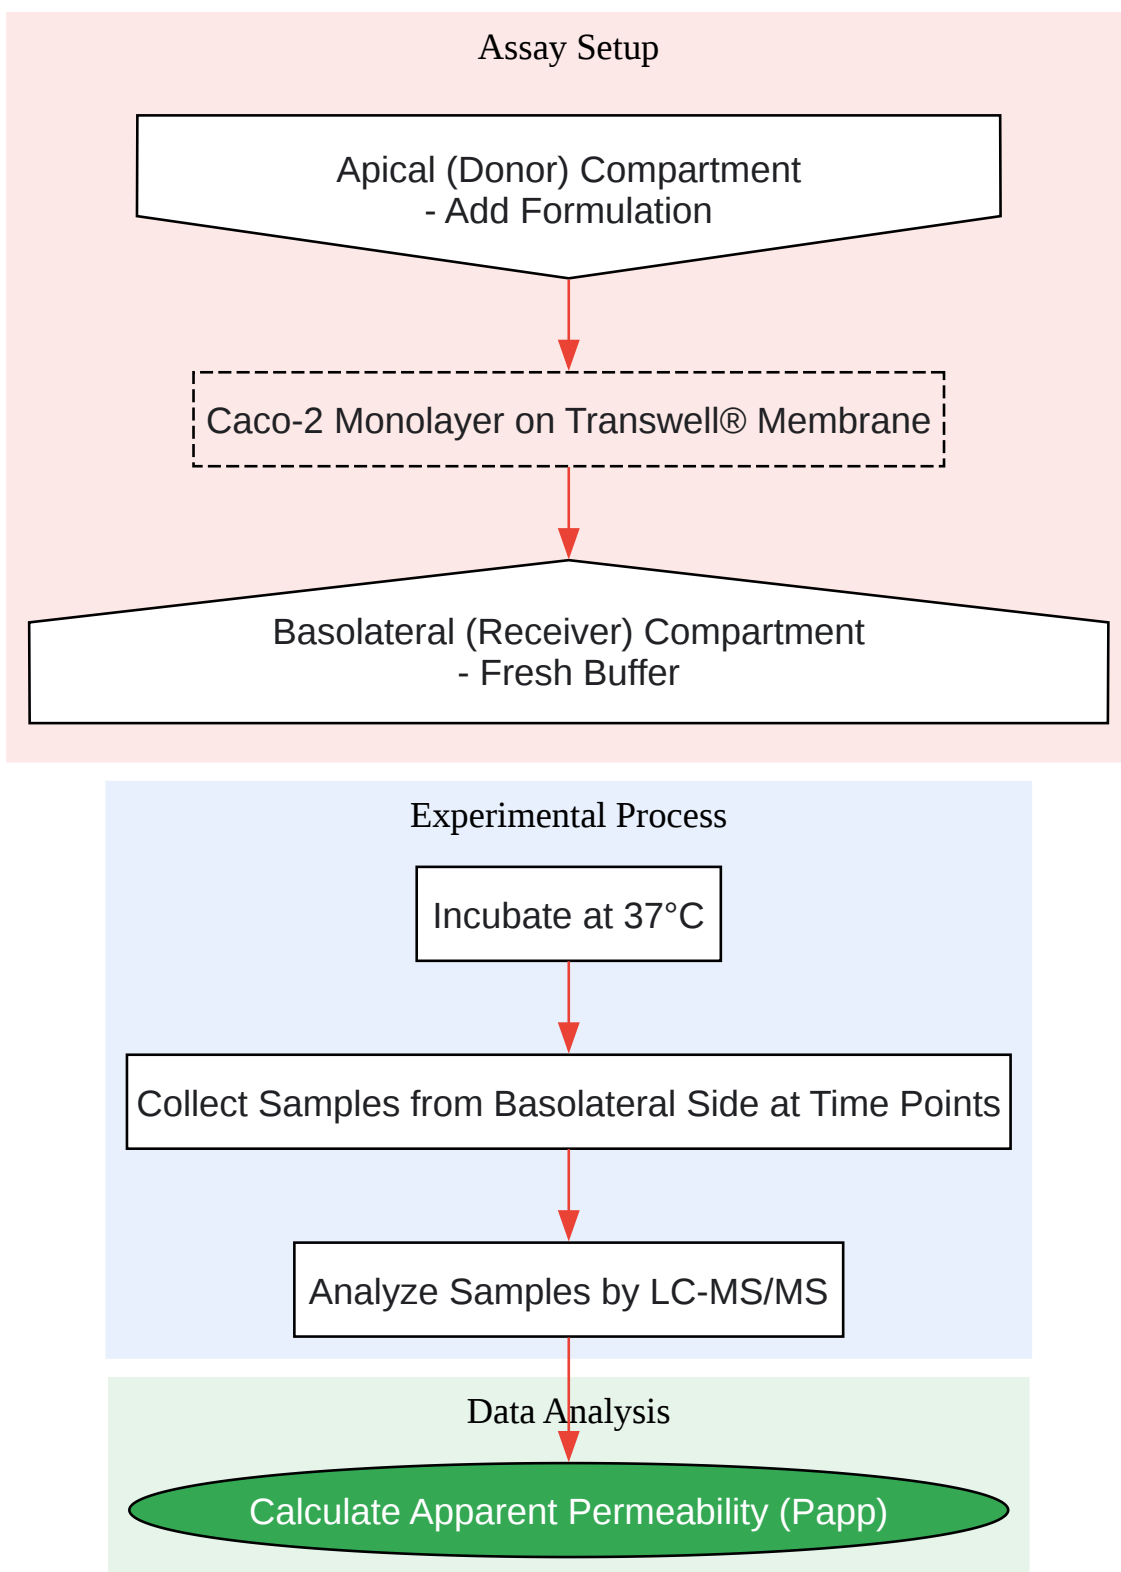 Assay Setup
Apical (Donor) Compartment
- Add Formulation
Caco-2 Monolayer on Transwell® Membrane
Basolateral (Receiver) Compartment
- Fresh Buffer
Experimental Process
Incubate at 37°C
Collect Samples from Basolateral Side at Time Points
Analyze Samples by LC-MS/MS
Data Analysis
Calculate Apparent Permeability (Papp)